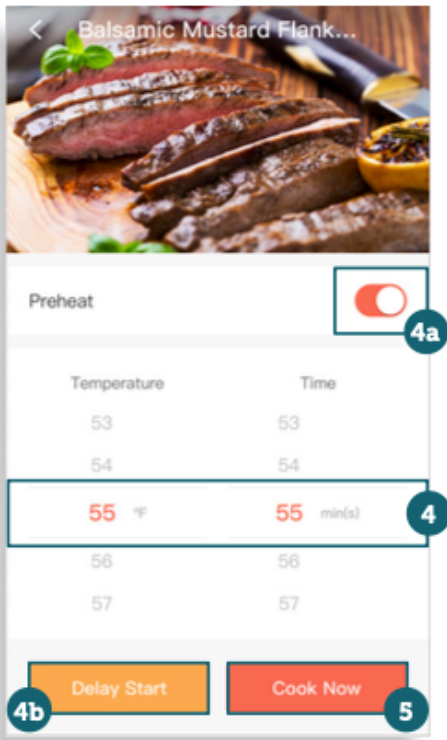 Balsamic Mustard Flank...
Preheat
4a
Temperature Time
53 53
54 54
55 °F 55 min(s) 4
56 56
57 57
Delay Start Cook Now
4b 5